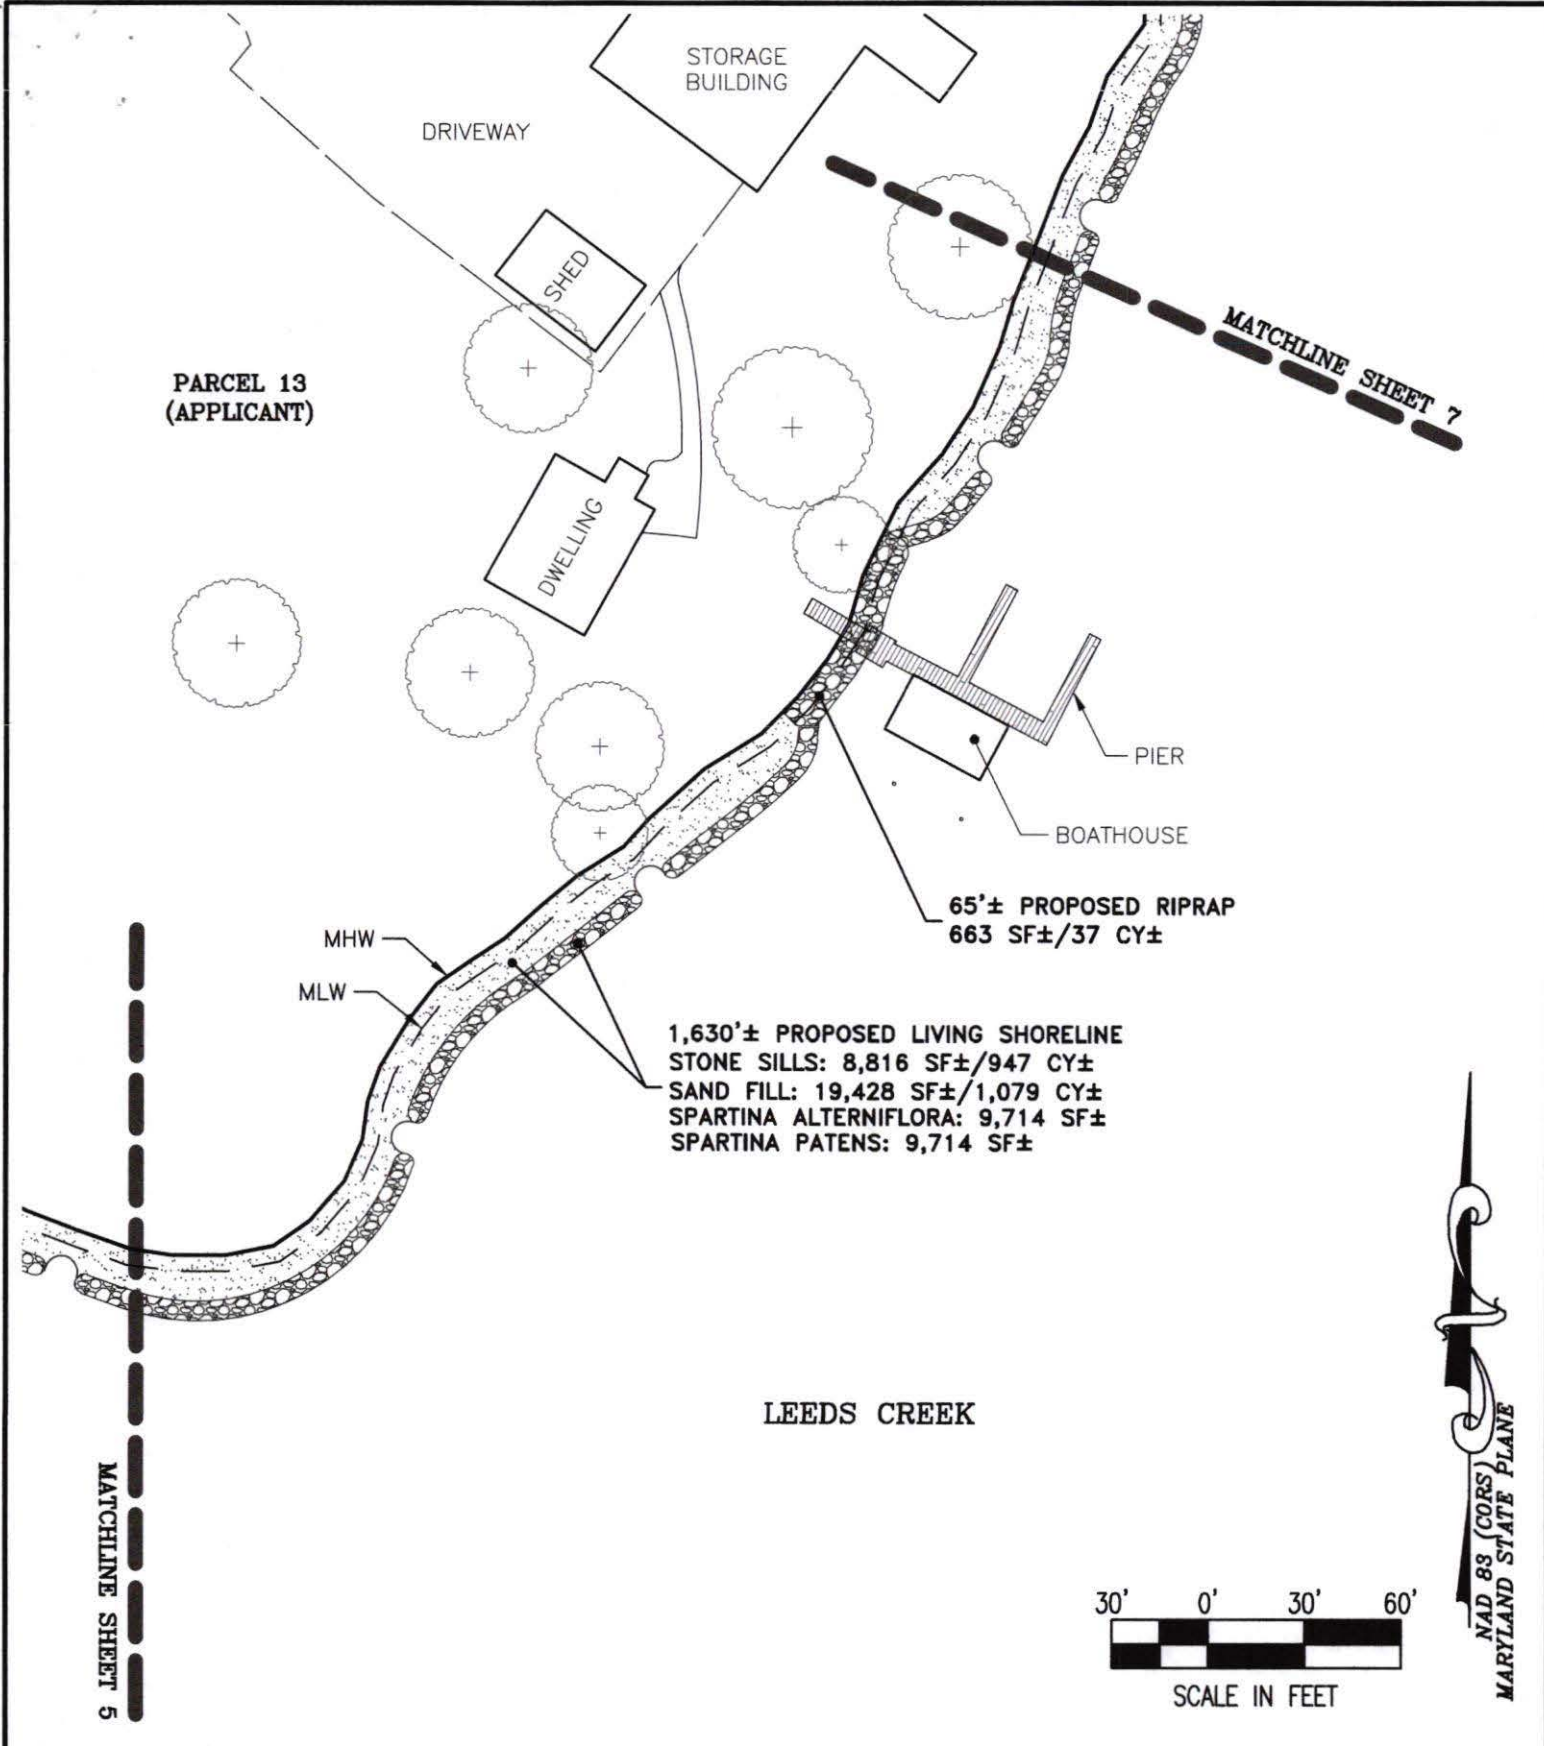 STORAGE
BUILDING
DRIVEWAY
SHED
MATCHLINE SHEET 7
PARCEL 13
(APPLICANT)
DWELLING
PIER
BOATHOUSE
65'± PROPOSED RIPRAP
663 SF±/37 CY±
MHW
MLW
1,630'± PROPOSED LIVING SHORELINE
STONE SILLS: 8,816 SF±/947 CY±
SAND FILL: 19,428 SF±/1,079 CY±
SPARTINA ALTERNIFLORA: 9,714 SF±
SPARTINA PATENS: 9,714 SF±
LEEDS CREEK
MATCHLINE SHEET 5
NAD 83 (CORS)
MARYLAND STATE PLANE
30' 0' 30' 60'
SCALE IN FEET